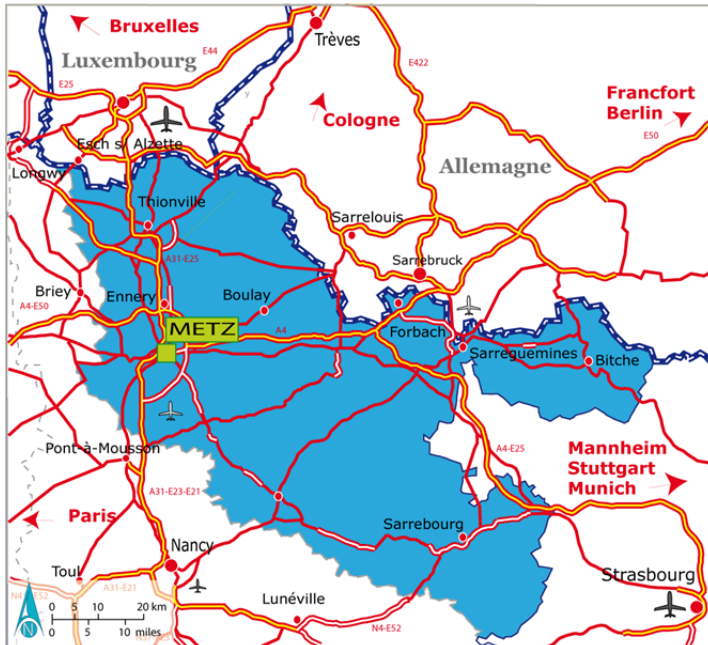 Bruxelles
Trèves
Luxembourg
E44
E25
E422
Francfort
Berlin
E50
Cologne
Esch s/ Alzette
Longwy
Allemagne
Thionville
Sarrelouis
A31-E25
Sarrebruck
Briey
Ennery
Boulay
A4-E50
METZ
A4
Forbach
Sarreguemines
Bitche
Pont-à-Mousson
A4-E25
Mannheim
Stuttgart
Munich
A31-E23-E21
Paris
Sarrebourg
Nancy
Toul
Strasbourg
A31-E21
N4-E52
0 5 10 20 km
0 5 10 miles
Lunéville
N4-E52
N